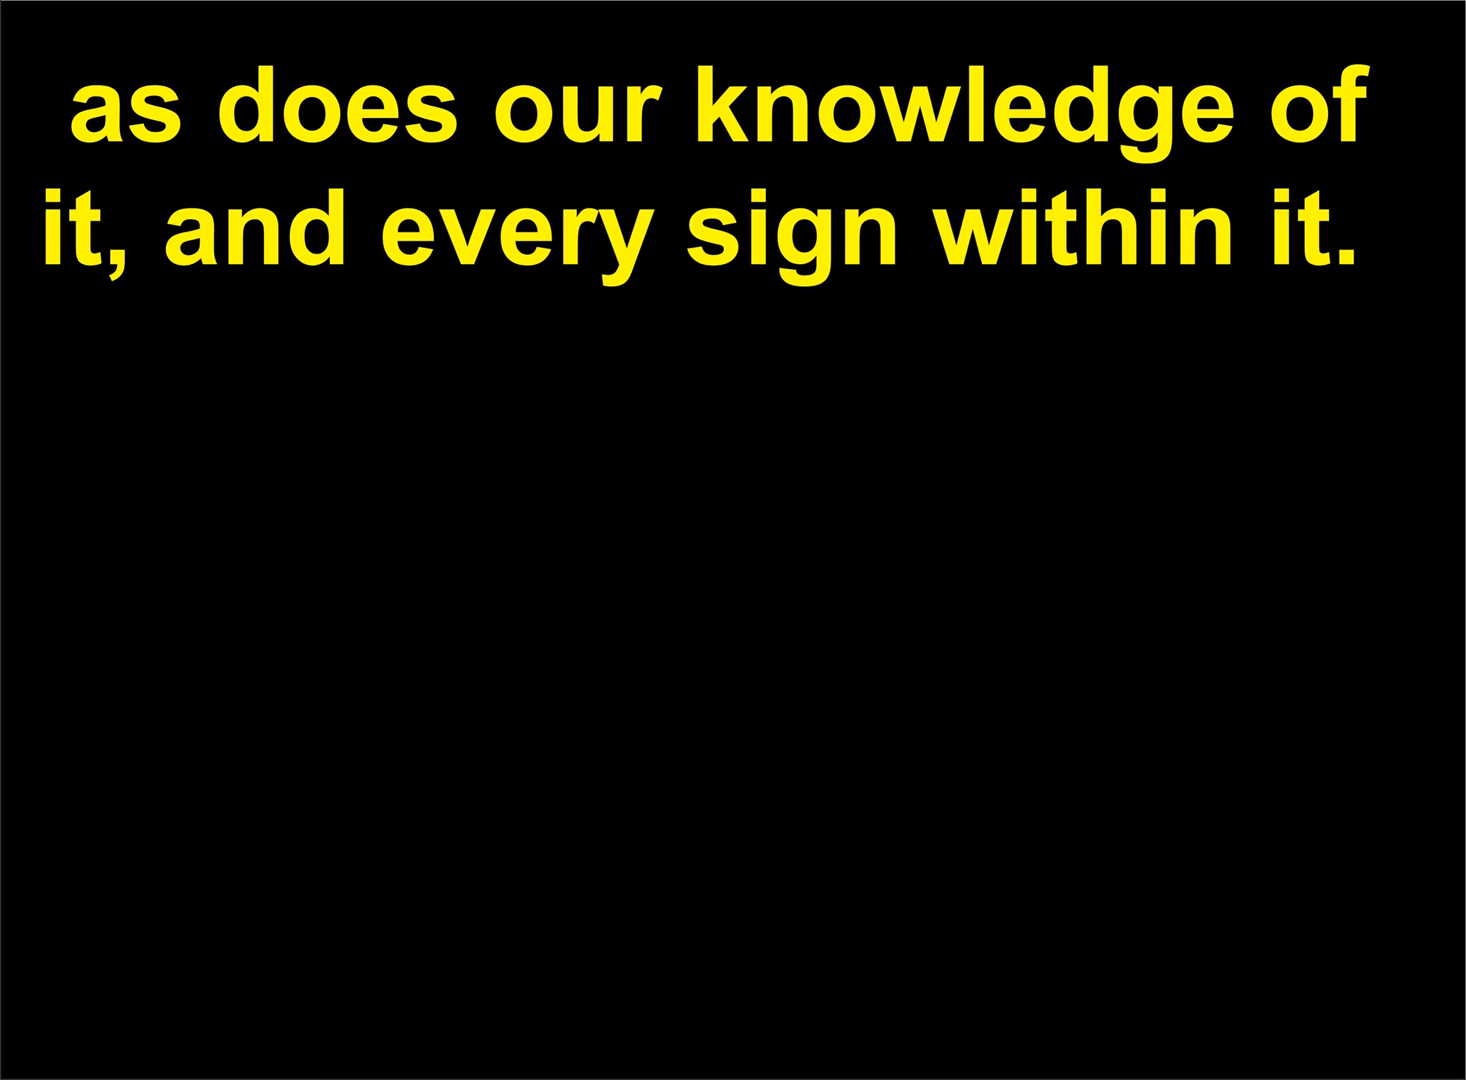 as does our knowledge of
it, and every sign within it.